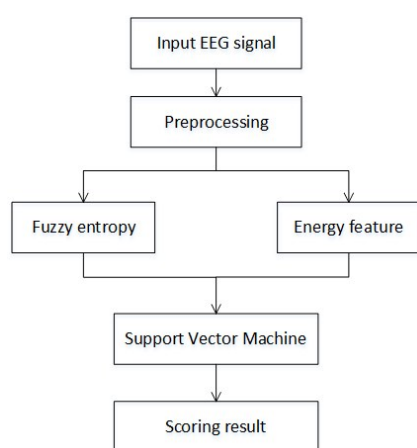 Input EEG signal
Preprocessing
Fuzzy entropy
Energy feature
Support Vector Machine
Scoring result